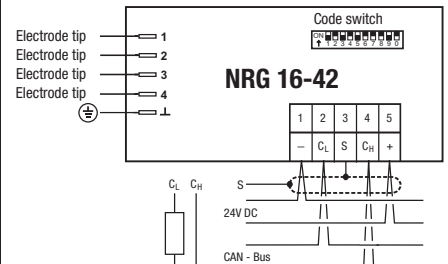 Code switch
ON
↑ 1 2 3 4 5 6 7 8 9 0
Electrode tip 1
Electrode tip 2
Electrode tip 3
Electrode tip 4
NRG 16-42
1 2 3 4 5
– CL S CH +
CL CH S
24V DC
CAN - Bus